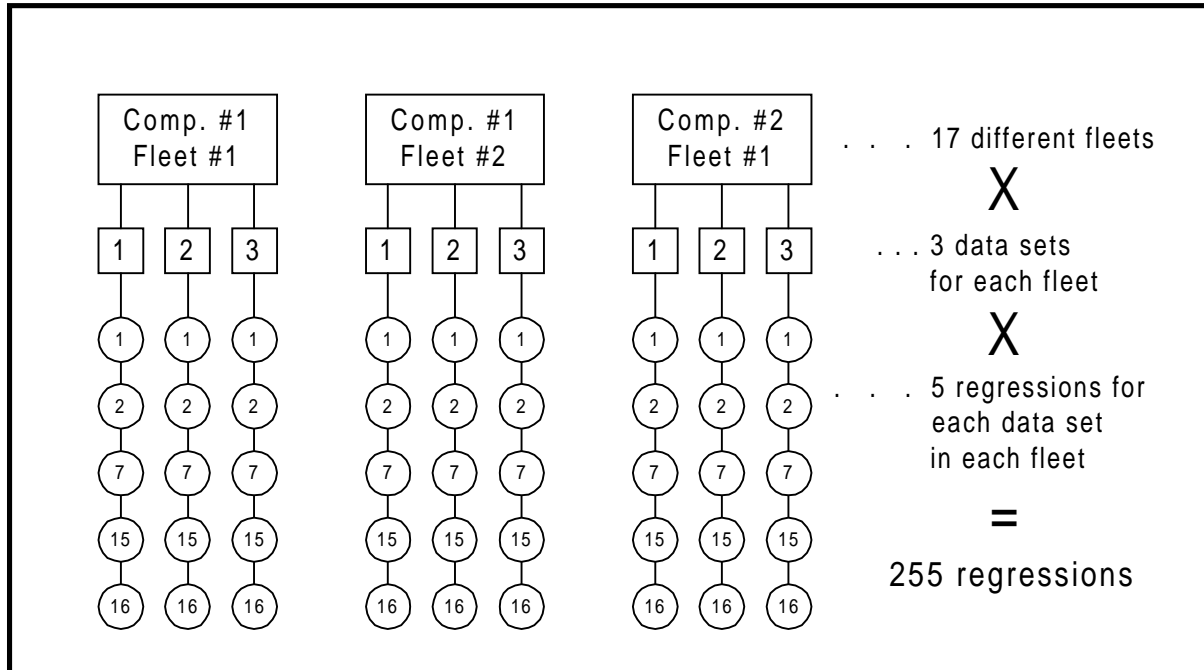 Comp. #1
Fleet #1
Comp. #1
Fleet #2
Comp. #2
Fleet #1
. . . 17 different fleets
X
1 2 3 1 2 3 1 2 3
. . . 3 data sets
for each fleet
X
1 1 1 1 1 1 1 1 1
2 2 2 2 2 2 2 2 2
. . . 5 regressions for
each data set
in each fleet
7 7 7 7 7 7 7 7 7
=
15 15 15 15 15 15 15 15 15
255 regressions
16 16 16 16 16 16 16 16 16